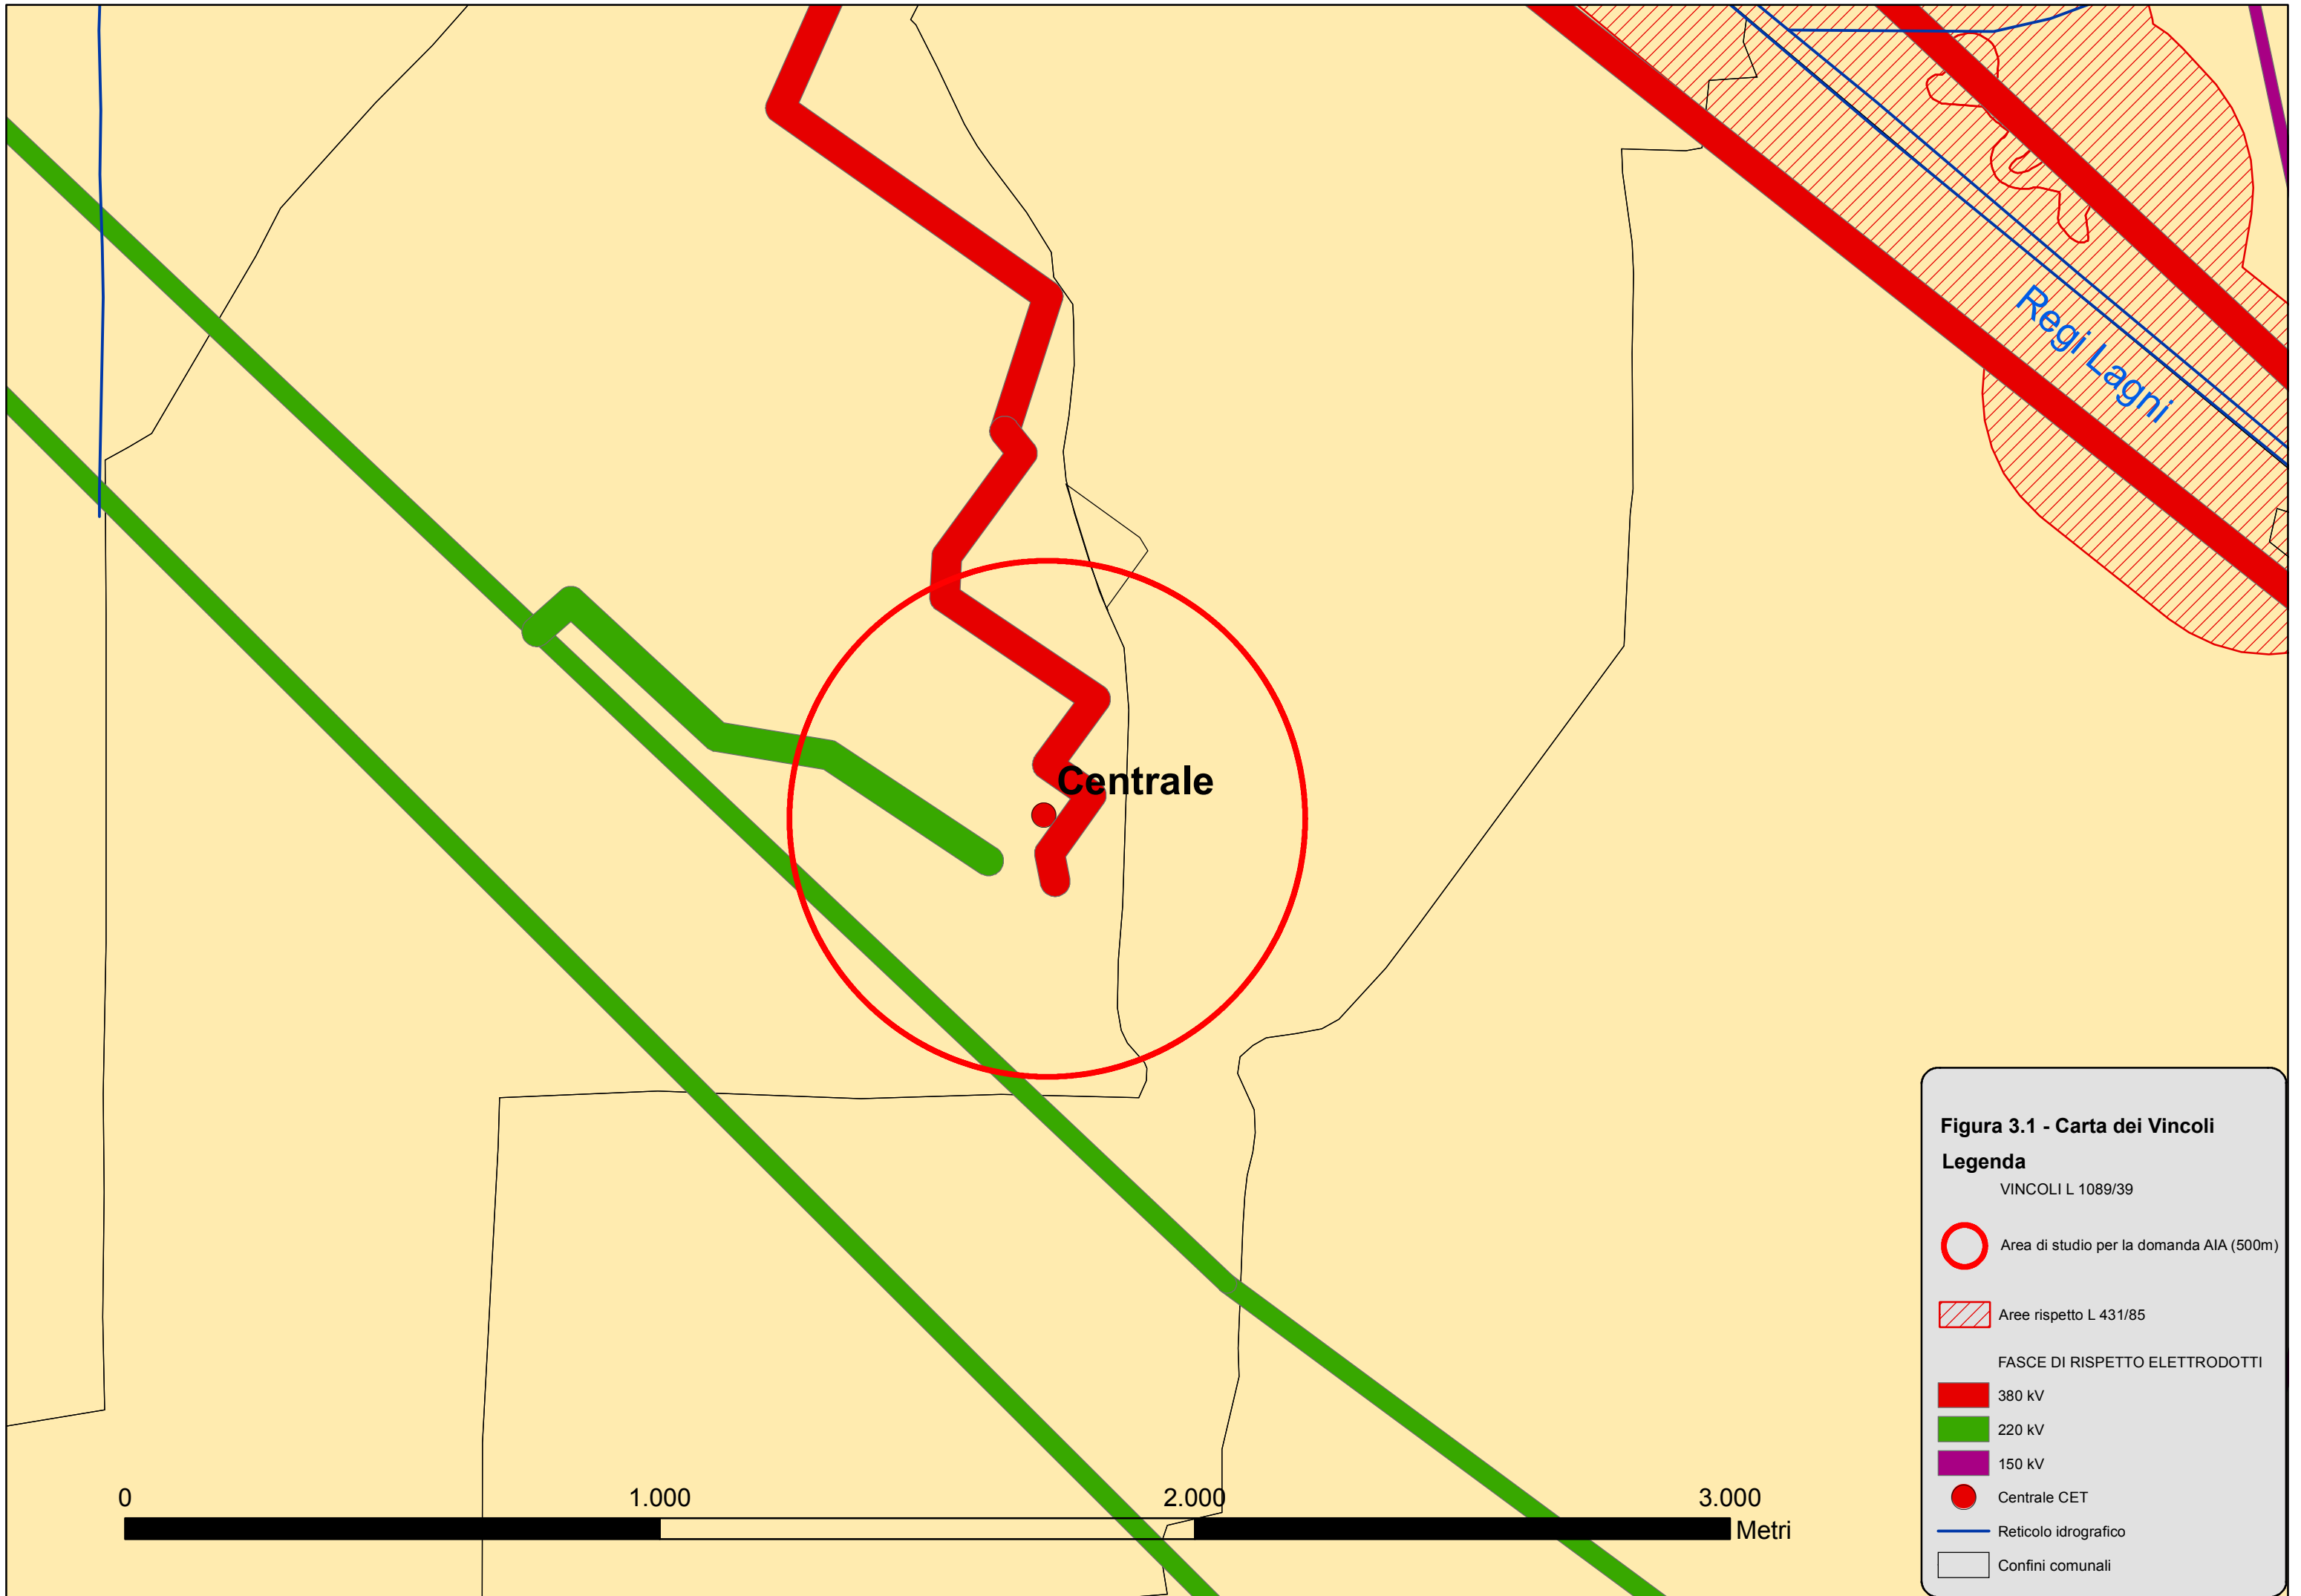 Regi Lagni
Centrale
Figura 3.1 - Carta dei Vincoli
Legenda
VINCOLI L 1089/39
Area di studio per la domanda AIA (500m)
Aree rispetto L 431/85
FASCE DI RISPETTO ELETTRODOTTI
380 kV
220 kV
150 kV
Centrale CET
Reticolo idrografico
Confini comunali
0 1.000 2.000 3.000
Metri